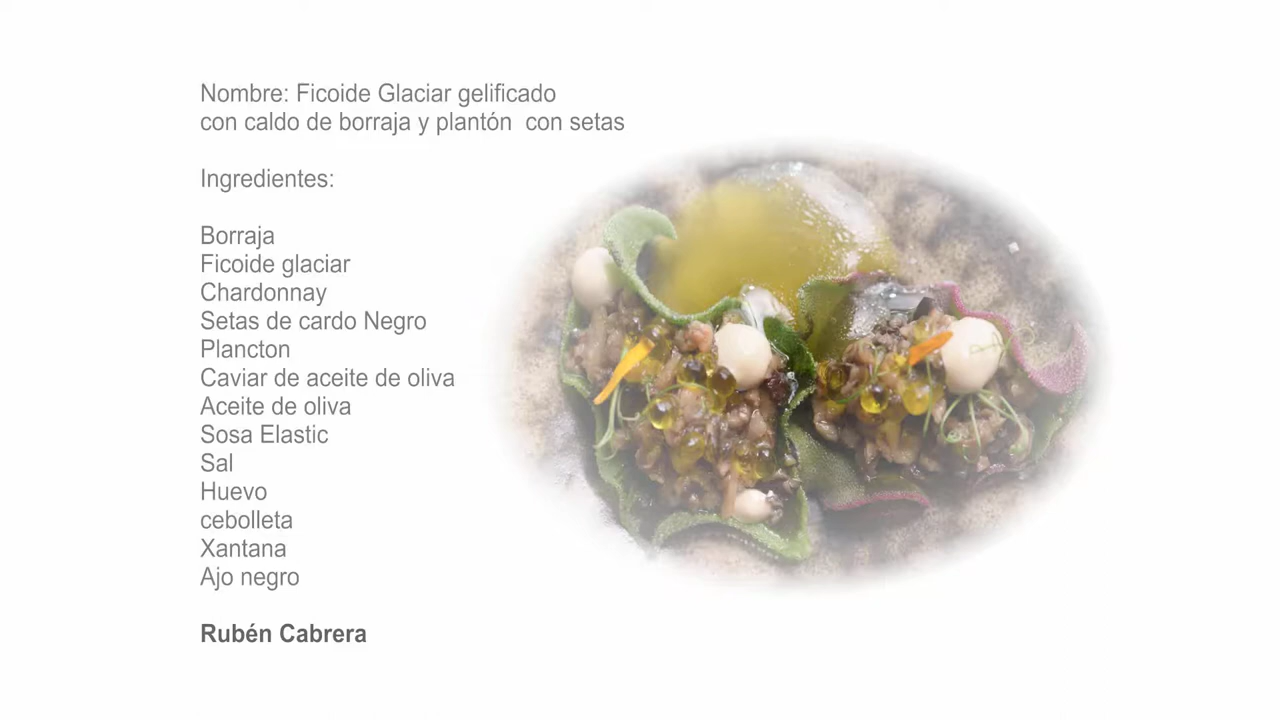 Nombre: Ficoide Glaciar gelificado
con caldo de borraja y plantón  con setas
Ingredientes:
Borraja
Ficoide glaciar
Chardonnay
Setas de cardo Negro
Plancton
Caviar de aceite de oliva
Aceite de oliva
Sosa Elastic
Sal
Huevo
cebolleta
Xantana
Ajo negro
Rubén Cabrera